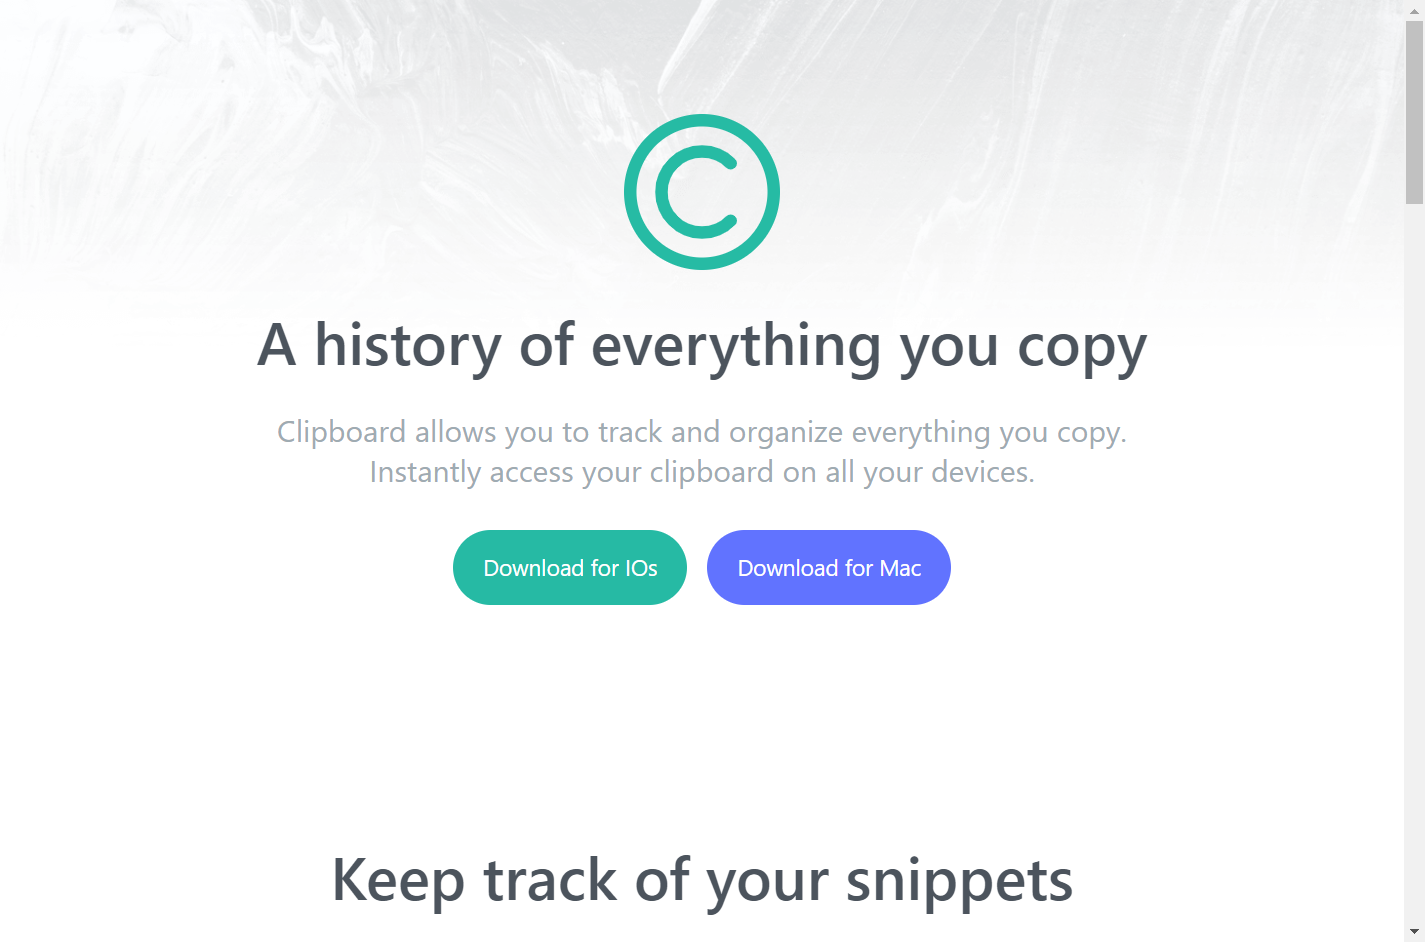 A history of everything you copy
Clipboard allows you to track and organize everything you copy.
Instantly access your clipboard on all your devices.
Download for IOs
Download for Mac
Keep track of your snippets